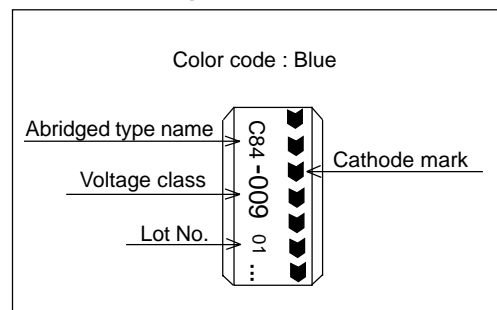 Color code : Blue
Abridged type name
Voltage class
Lot No.
C84 -009 01 ...
Cathode mark